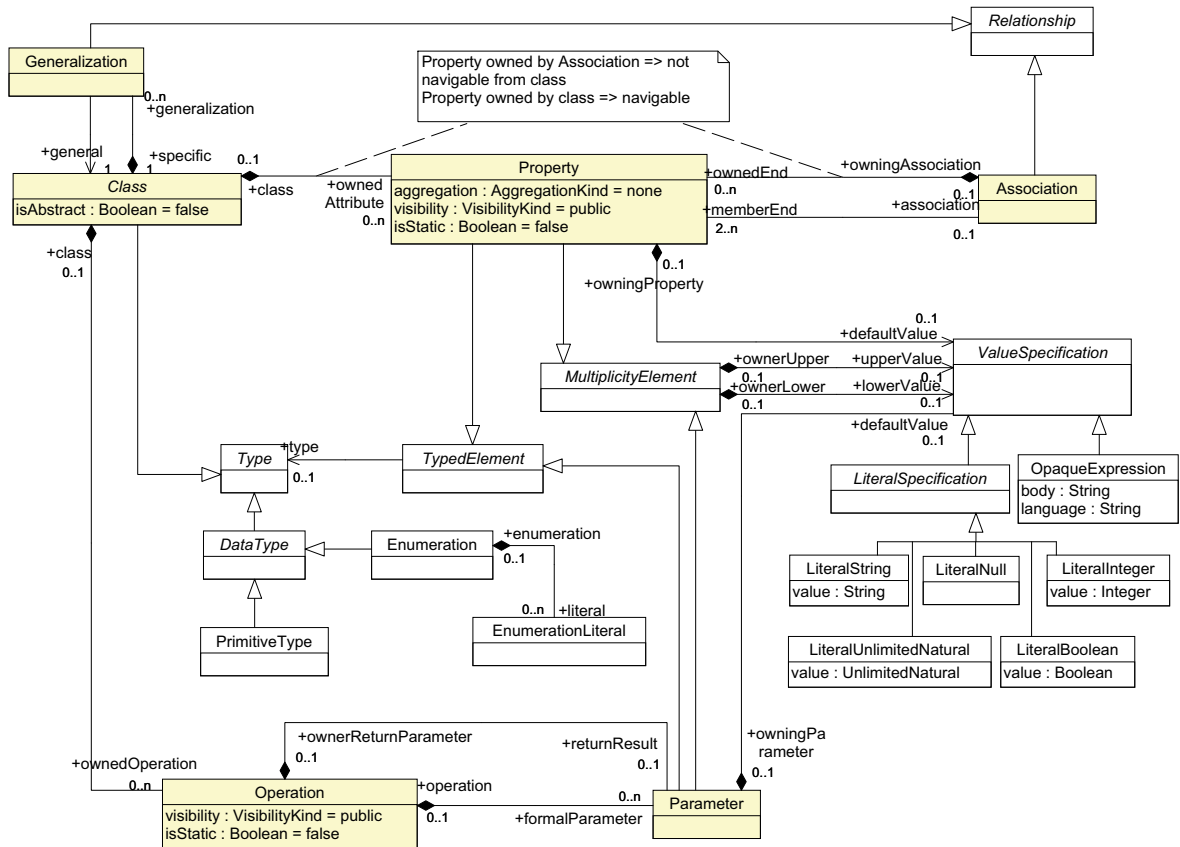 Relationship
Generalization
Property owned by Association => not
navigable from class
Property owned by class => navigable
0..n
+generalization
+general
1
+specific
1
0..1
+class
Class
isAbstract : Boolean = false
+owned
Attribute
0..n
Property
aggregation : AggregationKind = none
visibility : VisibilityKind = public
isStatic : Boolean = false
+ownedEnd
0..n
+memberEnd
2..n
+owningAssociation
0..1
+association
0..1
Association
+class
0..1
0..1
+owningProperty
0..1
+defaultValue
ValueSpecification
MultiplicityElement
+ownerUpper
0..1
+upperValue
0..1
+ownerLower
0..1
+lowerValue
0..1
+defaultValue
0..1
Type
+type
0..1
TypedElement
LiteralSpecification
OpaqueExpression
body : String
language : String
DataType
Enumeration
+enumeration
0..1
0..n
+literal
EnumerationLiteral
PrimitiveType
LiteralString
value : String
LiteralNull
LiteralInteger
value : Integer
LiteralUnlimitedNatural
value : UnlimitedNatural
LiteralBoolean
value : Boolean
+ownerReturnParameter
0..1
+returnResult
0..1
+owningPa
rameter
0..1
+ownedOperation
0..n
Operation
visibility : VisibilityKind = public
isStatic : Boolean = false
+operation
0..1
0..n
+formalParameter
Parameter